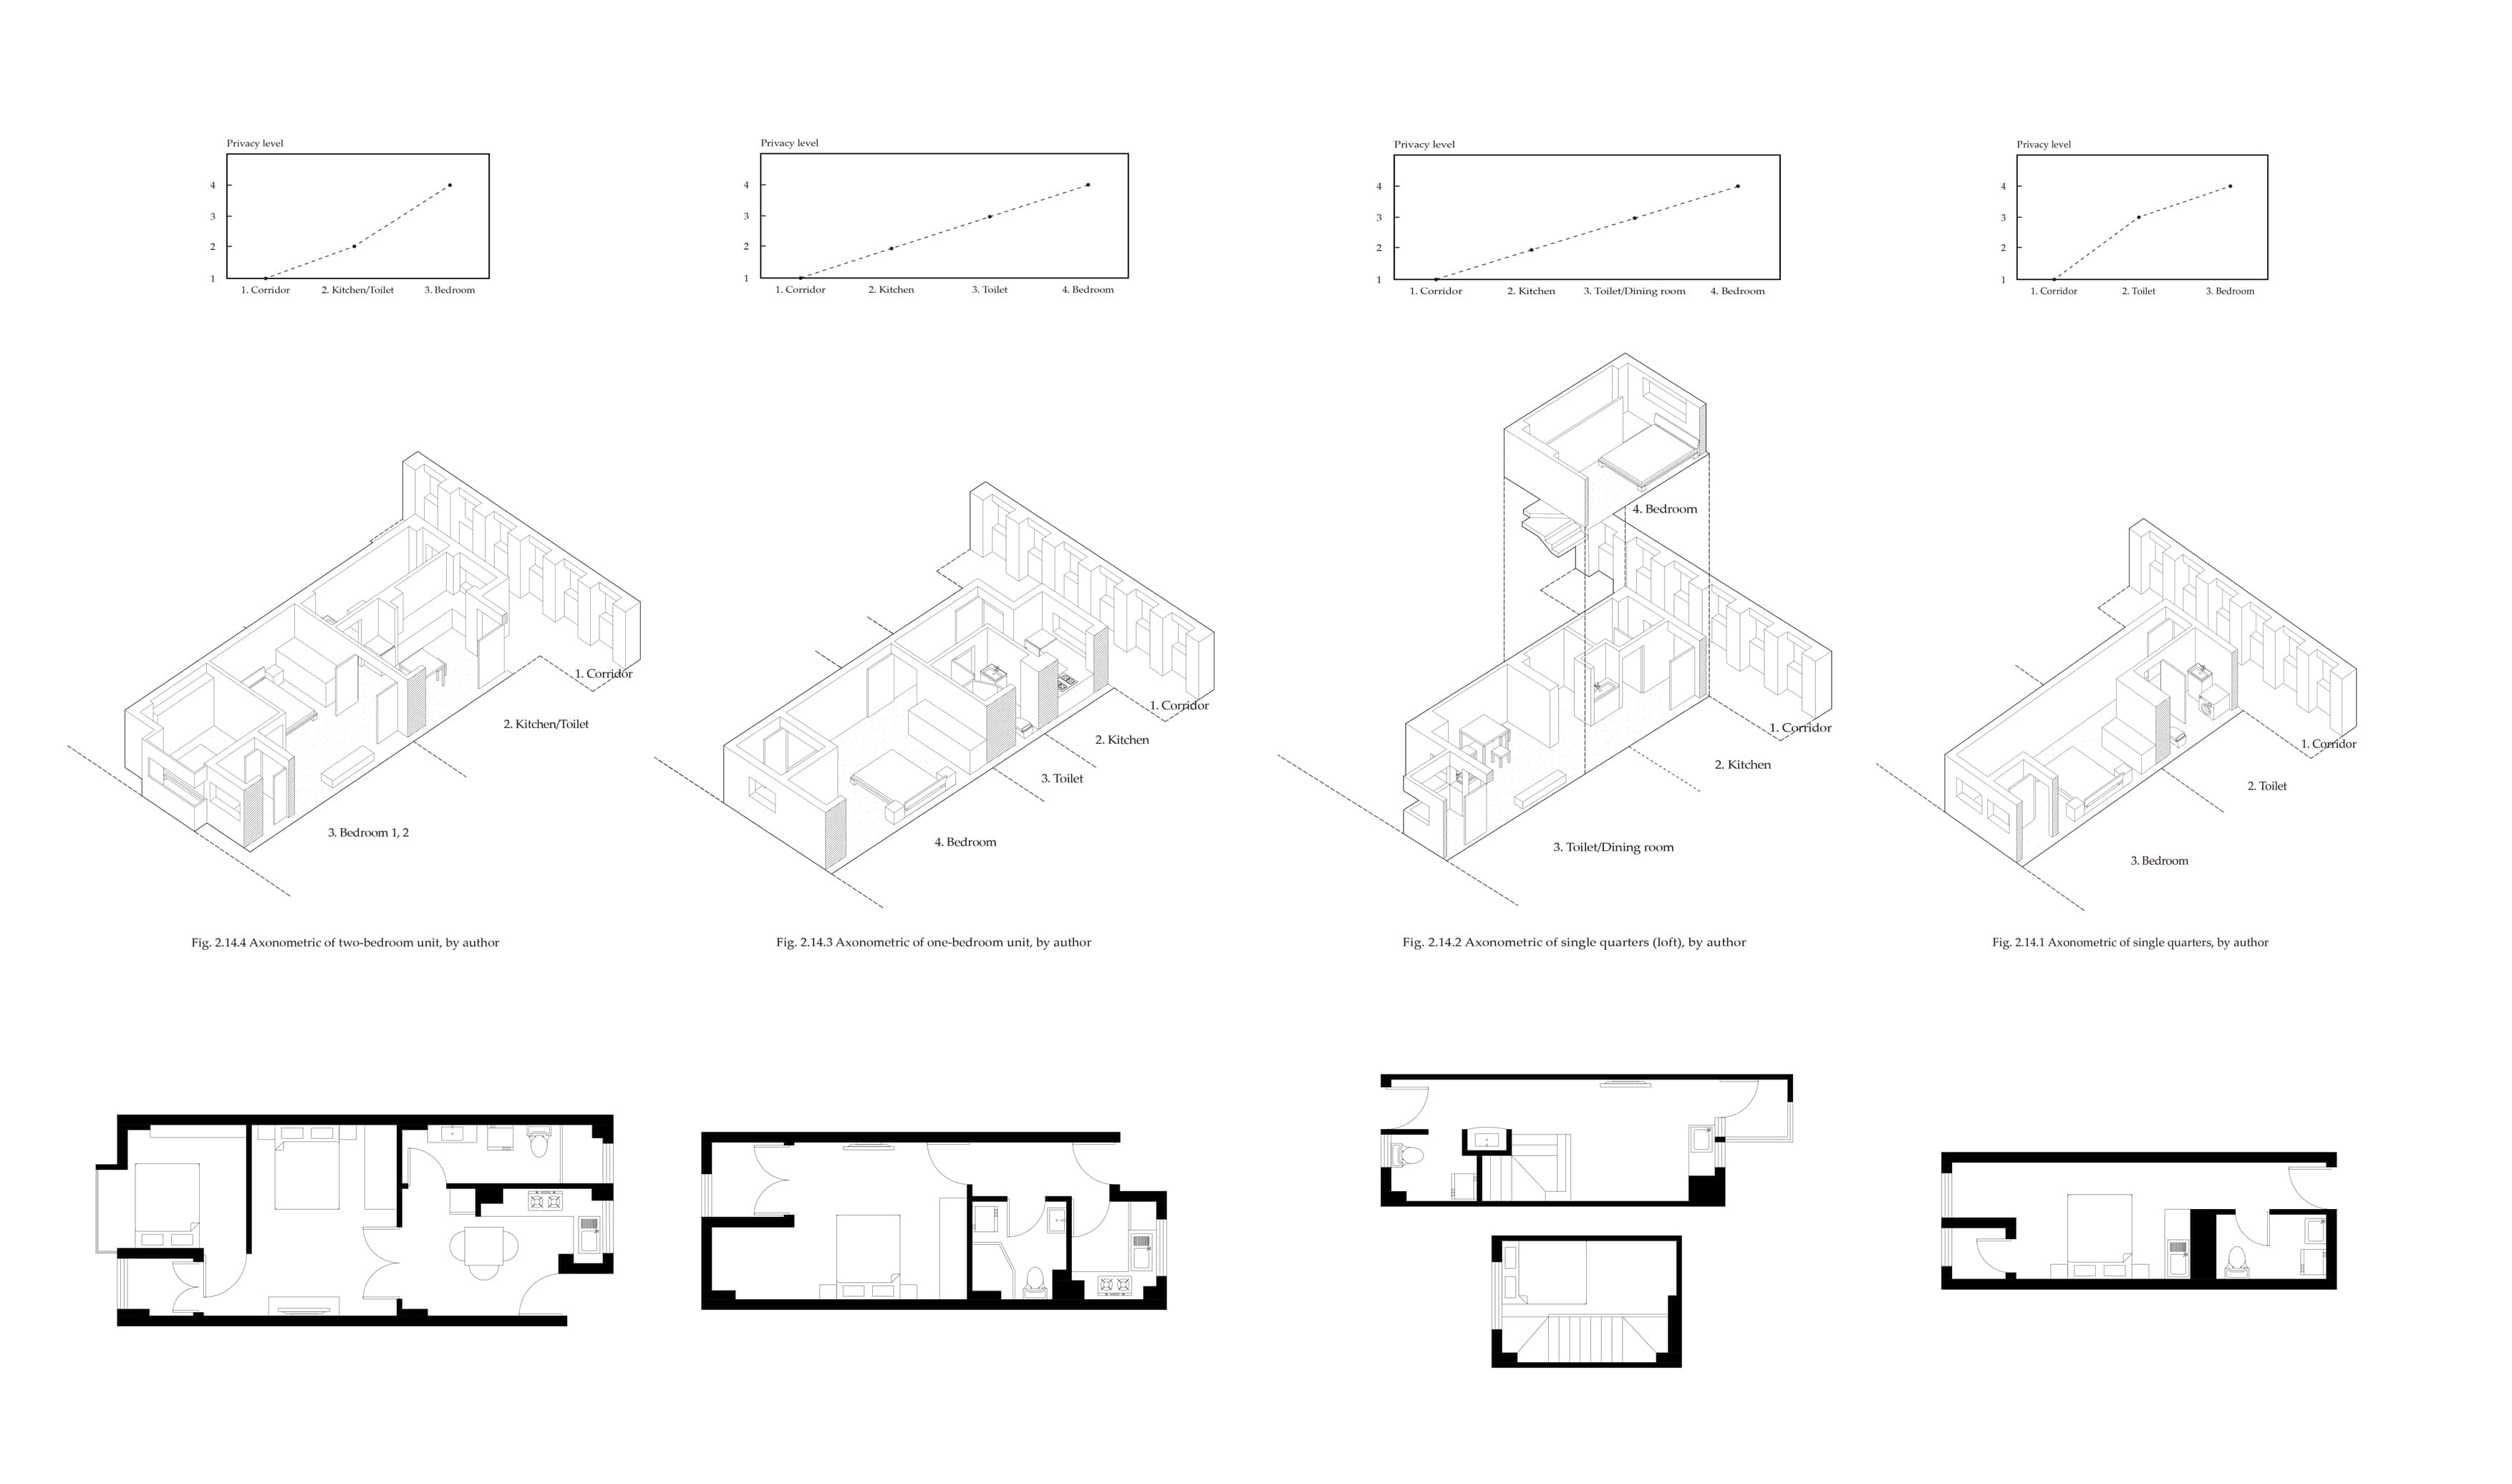 Privacy level
4
3
2
1
1. Corridor
2. Kitchen/Toilet
3. Bedroom
Privacy level
4
3
2
1
1. Corridor
2. Kitchen
3. Toilet
4. Bedroom
Privacy level
4
3
2
1
1. Corridor
2. Kitchen
3. Toilet/Dining room
4. Bedroom
Privacy level
4
3
2
1
1. Corridor
2. Toilet
3. Bedroom
1. Corridor
2. Kitchen/Toilet
3. Bedroom 1, 2
Fig. 2.14.4 Axonometric of two-bedroom unit, by author
1. Corridor
2. Kitchen
3. Toilet
4. Bedroom
Fig. 2.14.3 Axonometric of one-bedroom unit, by author
4. Bedroom
1. Corridor
2. Kitchen
3. Toilet/Dining room
Fig. 2.14.2 Axonometric of single quarters (loft), by author
1. Corridor
2. Toilet
3. Bedroom
Fig. 2.14.1 Axonometric of single quarters, by author